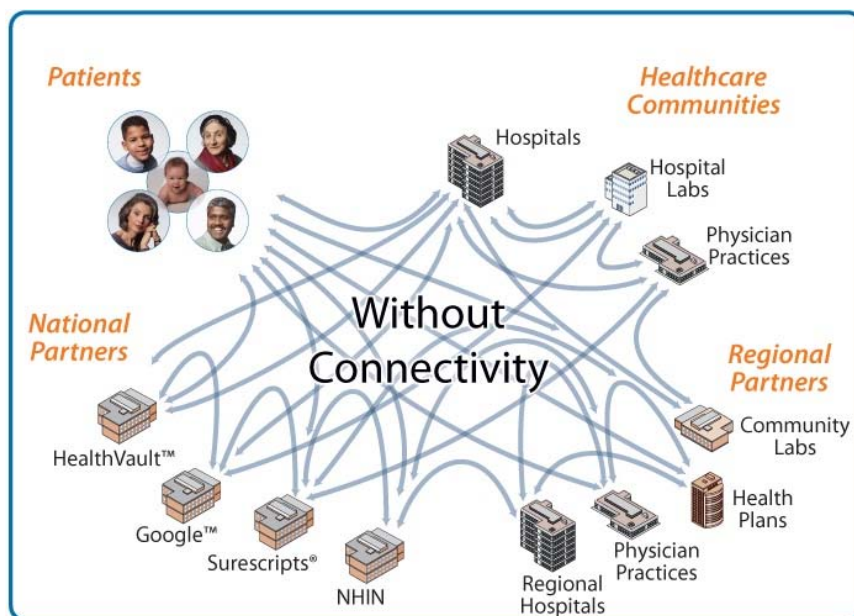 Patients
Healthcare
Communities
Hospitals
Hospital
Labs
Physician
Practices
Without
Connectivity
National
Partners
Regional
Partners
HealthVault™
Google™
Surescripts®
NHIN
Regional
Hospitals
Physician
Practices
Health
Plans
Community
Labs